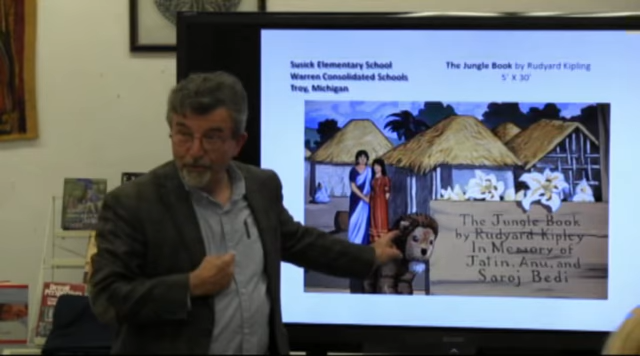 Susick Elementary School
Warren Consolidated Schools
Troy, Michigan
The Jungle Book by Rudyard Kipling
5' X 30'
The Jungle Book
by Rudyard Kipley
In Memory of
Jatin, Anu, and
Saroj Bedi